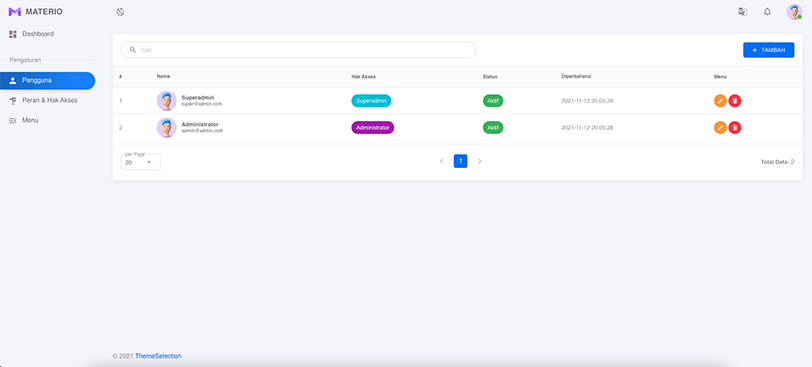 MATERIO
Dashboard
Pengaturan
Pengguna
Peran & Hak Akses
Menu
Cari
+ TAMBAH
# Nama Hak Akses Status Diperbaharui Menu
1 Superadmin Superadmin Aktif 2021-11-12 20:05:28
super@admin.com
2 Administrator Administrator Aktif 2021-11-12 20:05:28
admin@admin.com
per Page
20
1
Total Data: 2
© 2021 ThemeSelection